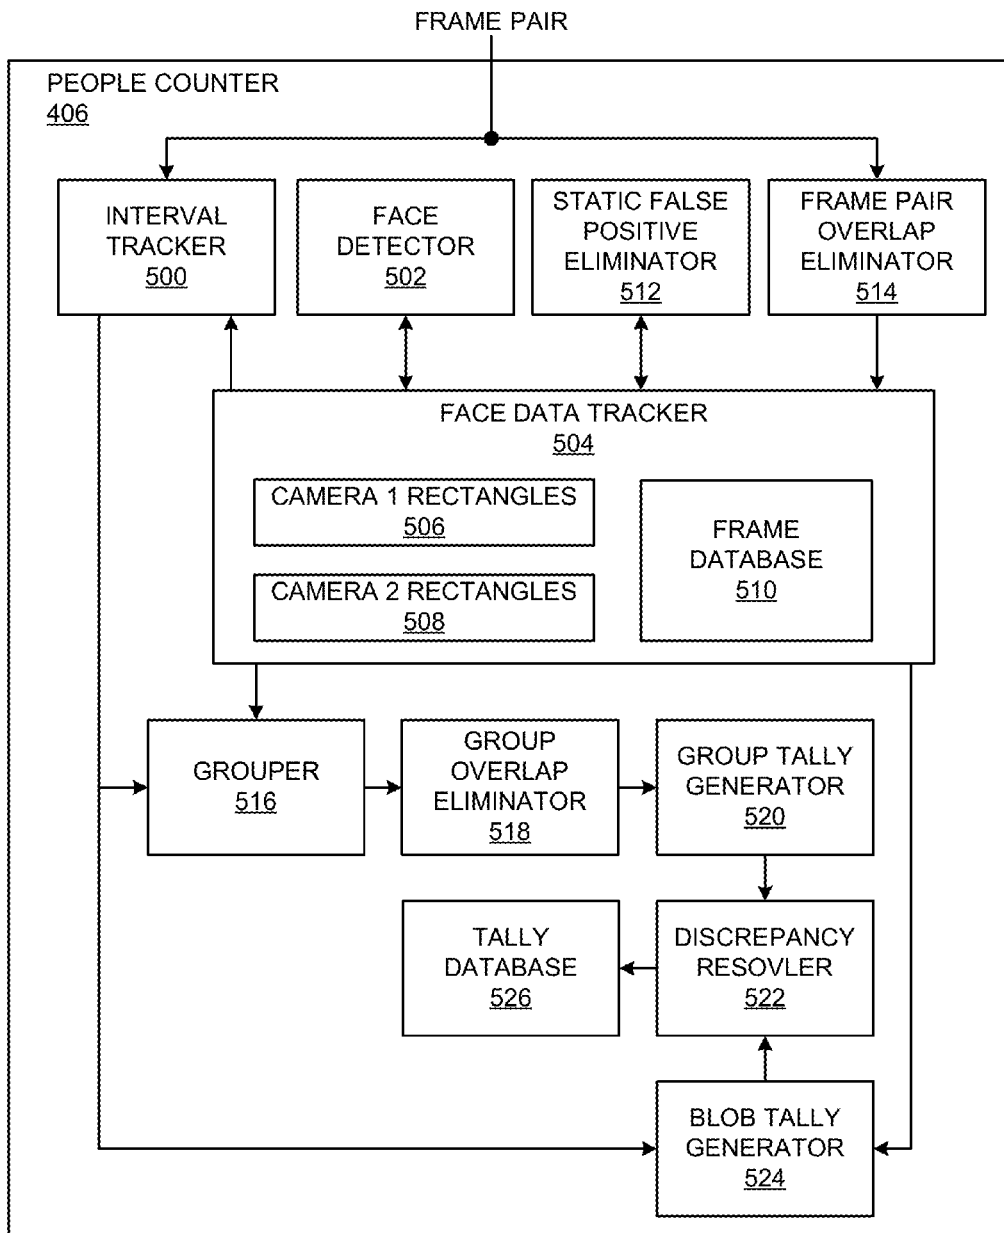 FRAME PAIR
PEOPLE COUNTER
406
INTERVAL
TRACKER
500
FACE
DETECTOR
502
STATIC FALSE
POSITIVE
ELIMINATOR
512
FRAME PAIR
OVERLAP
ELIMINATOR
514
FACE DATA TRACKER
504
CAMERA 1 RECTANGLES
506
CAMERA 2 RECTANGLES
508
FRAME
DATABASE
510
GROUPER
516
GROUP
OVERLAP
ELIMINATOR
518
GROUP TALLY
GENERATOR
520
TALLY
DATABASE
526
DISCREPANCY
RESOVLER
522
BLOB TALLY
GENERATOR
524